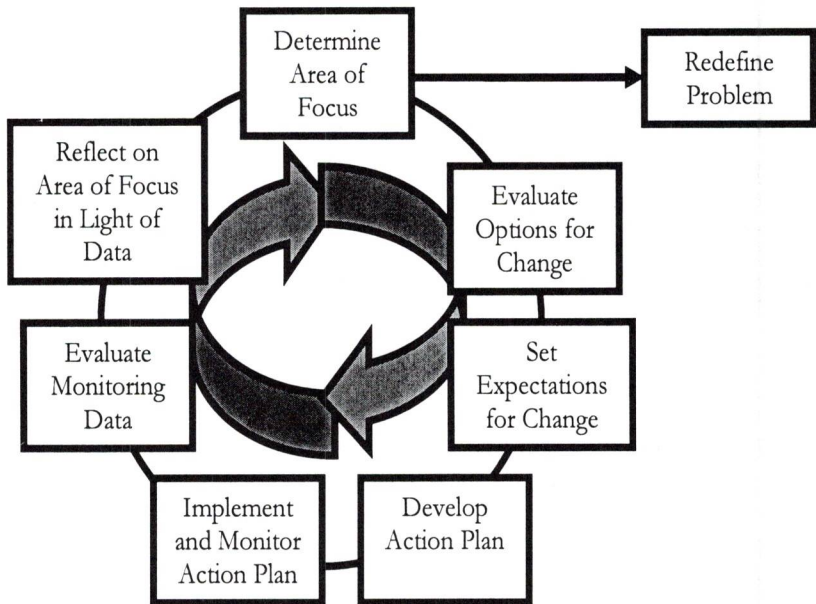 Determine
Area of
Focus
Redefine
Problem
Evaluate
Options for
Change
Set
Expectations
for Change
Develop
Action Plan
Implement
and Monitor
Action Plan
Evaluate
Monitoring
Data
Reflect on
Area of Focus
in Light of
Data